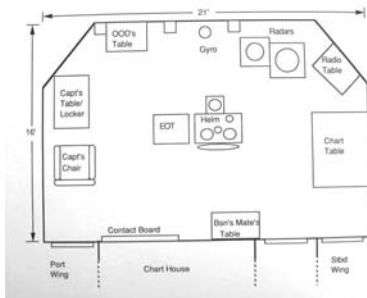 21'
OOD's
Table
Gyro
Radars
Radio
Table
Capt's
Table/
Locker
16'
Helm
EOT
Chart
Table
Capt's
Chair
Contact Board
Bsn's Mate's
Table
Port
Wing
Chart House
Stbd
Wing